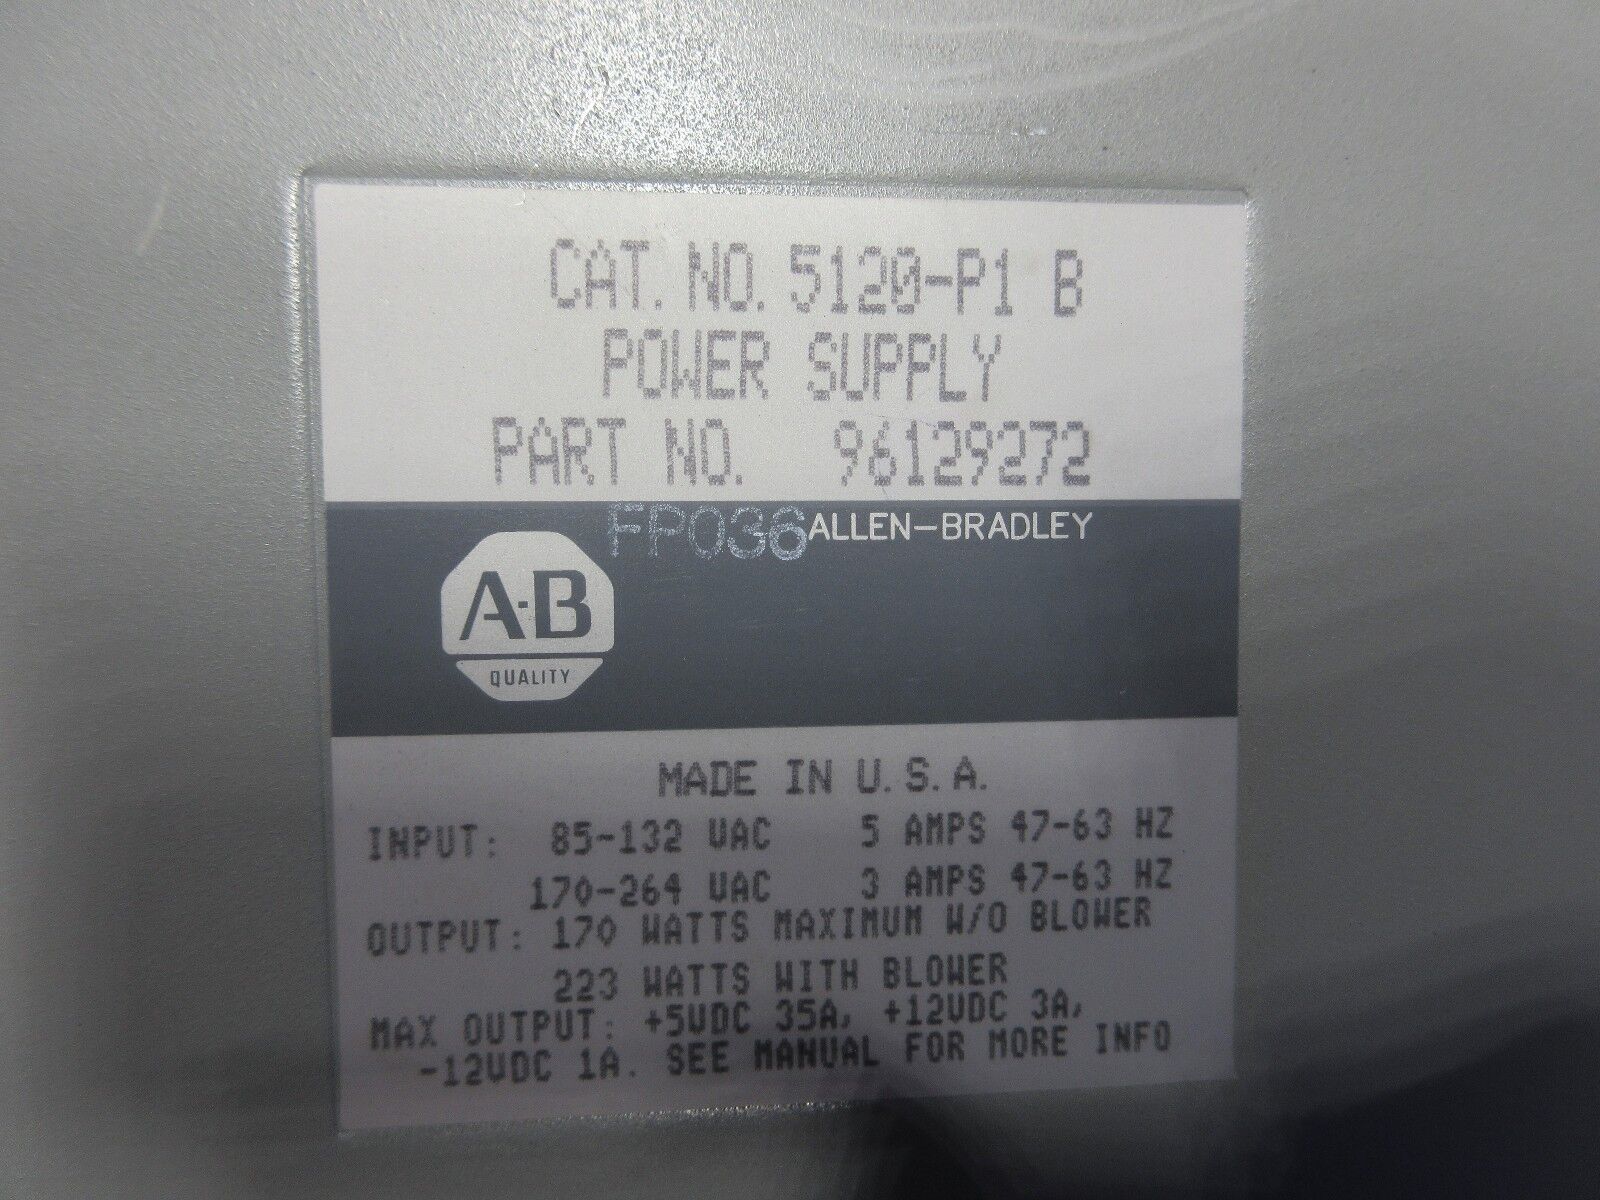 CAT. NO. 5120-P1 B
POWER SUPPLY
PART NO. 96129272
FP036 ALLEN-BRADLEY
A-B
QUALITY
MADE IN U.S.A.
INPUT: 85-132 VAC 5 AMPS 47-63 HZ
170-264 VAC 3 AMPS 47-63 HZ
OUTPUT: 170 WATTS MAXIMUM W/O BLOWER
223 WATTS WITH BLOWER
MAX OUTPUT: +5VDC 35A, +12VDC 3A,
-12VDC 1A. SEE MANUAL FOR MORE INFO